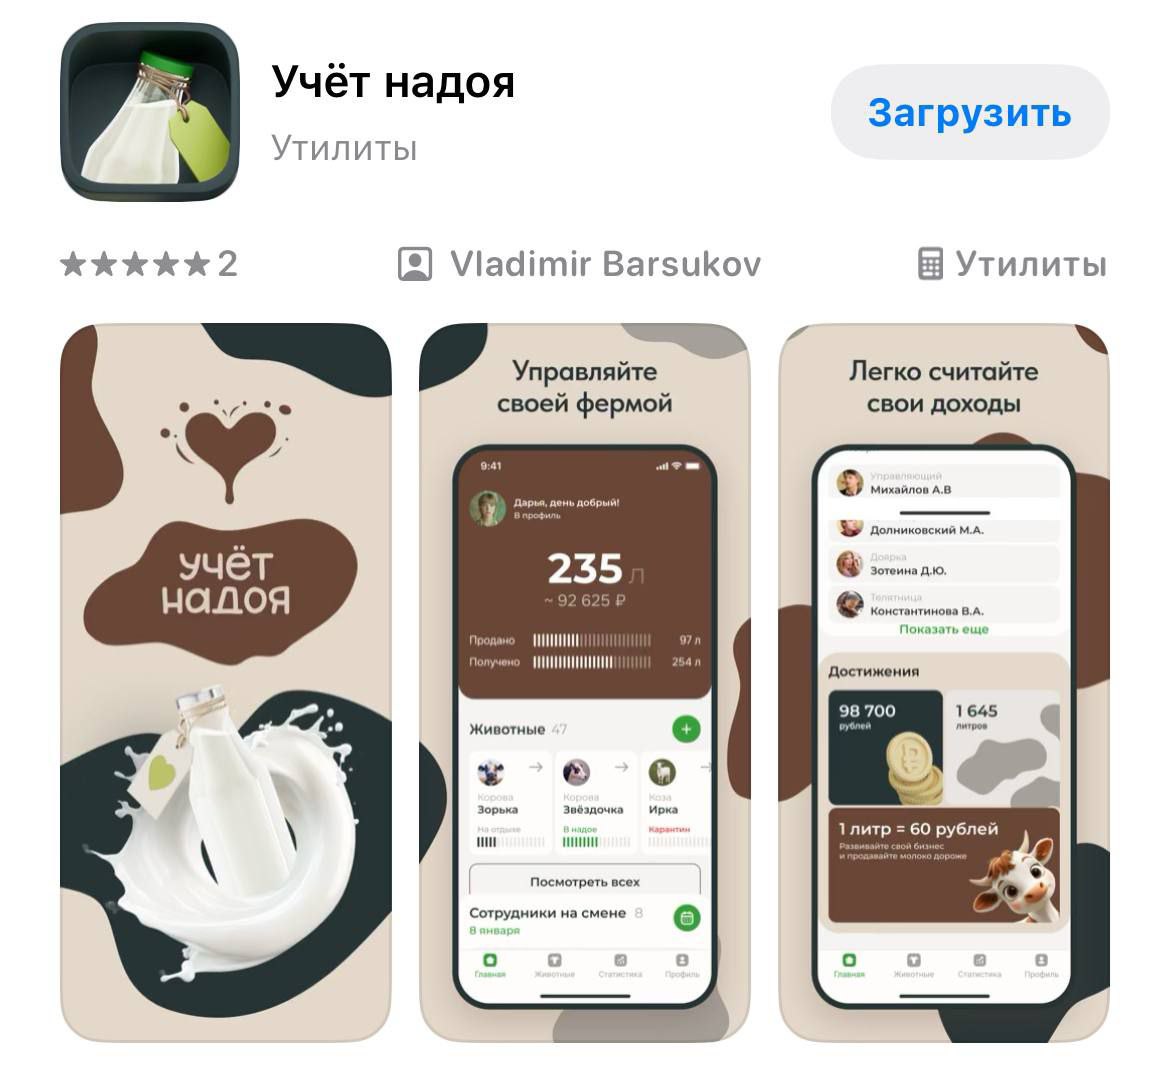 Учёт надоя
Утилиты
Загрузить
★★★★★ 2
Vladimir Barsukov
Утилиты
учёт
надоя
Управляйте
своей фермой
9:41
Дарья, день добрый!
В профиль
235 л
~ 92 625 ₽
Продано 97 л
Получено 254 л
Животные 47
+
Корова
Зорька
На отдыхе
Корова
Звёздочка
В надое
Коза
Ирка
Карантин
Посмотреть всех
Сотрудники на смене 8
8 января
Главная Животные Статистика Профиль
Легко считайте
свои доходы
Управляющий
Михайлов А.В
Долниковский М.А.
Доярка
Зотеина Д.Ю.
Телятница
Константинова В.А.
Показать еще
Достижения
98 700
рублей
1 645
литров
1 литр = 60 рублей
Развивайте свой бизнес
и продавайте молоко дороже
Главная Животные Статистика Профиль